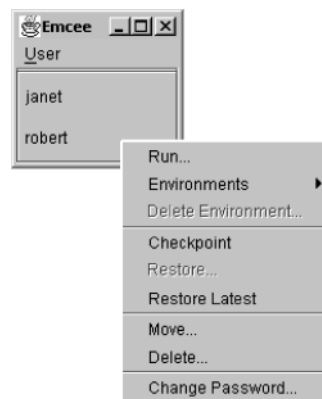 Emcee
User
janet
robert
Run...
Environments
Delete Environment...
Checkpoint
Restore...
Restore Latest
Move...
Delete...
Change Password...